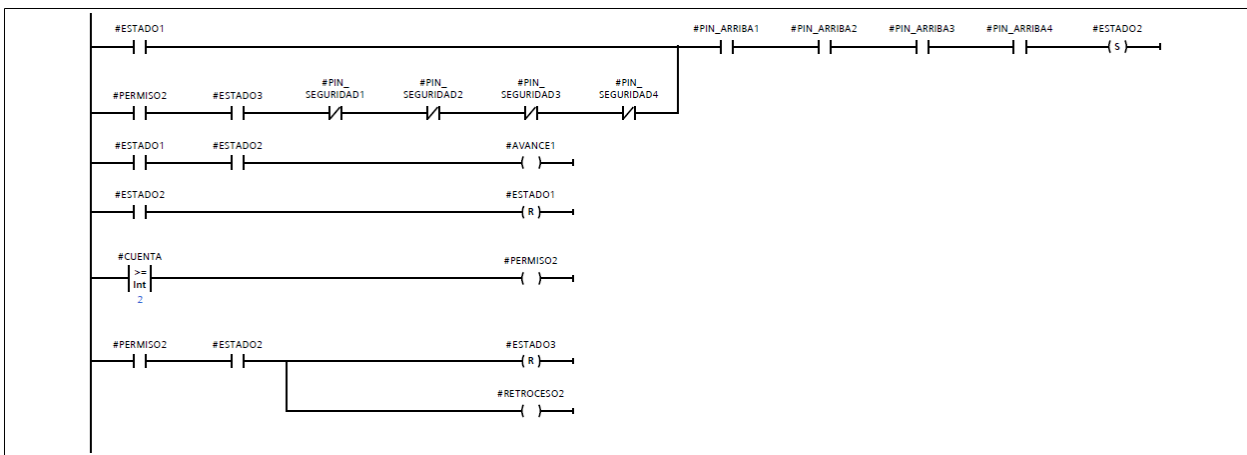 #ESTADO1 #PIN_ARRIBA1 #PIN_ARRIBA2 #PIN_ARRIBA3 #PIN_ARRIBA4 #ESTADO2
S
#PIN_ #PIN_ #PIN_ #PIN_
#PERMISO2 #ESTADO3 SEGURIDAD1 SEGURIDAD2 SEGURIDAD3 SEGURIDAD4
#ESTADO1 #ESTADO2 #AVANCE1
#ESTADO2 #ESTADO1
R
#CUENTA #PERMISO2
>=
Int
2
#PERMISO2 #ESTADO2 #ESTADO3
R
#RETROCESO2